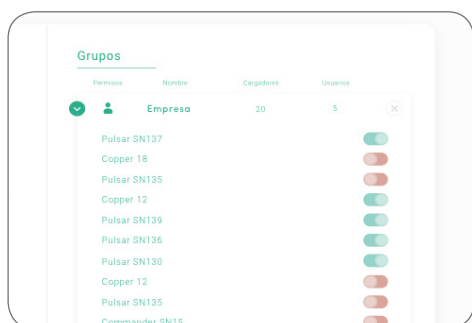 Grupos
Permisos Nombre Cargadores Usuarios
Empresa 20 5
Pulsar SN137
Copper 18
Pulsar SN135
Copper 12
Pulsar SN139
Pulsar SN136
Pulsar SN130
Copper 12
Pulsar SN135
Commander SN15